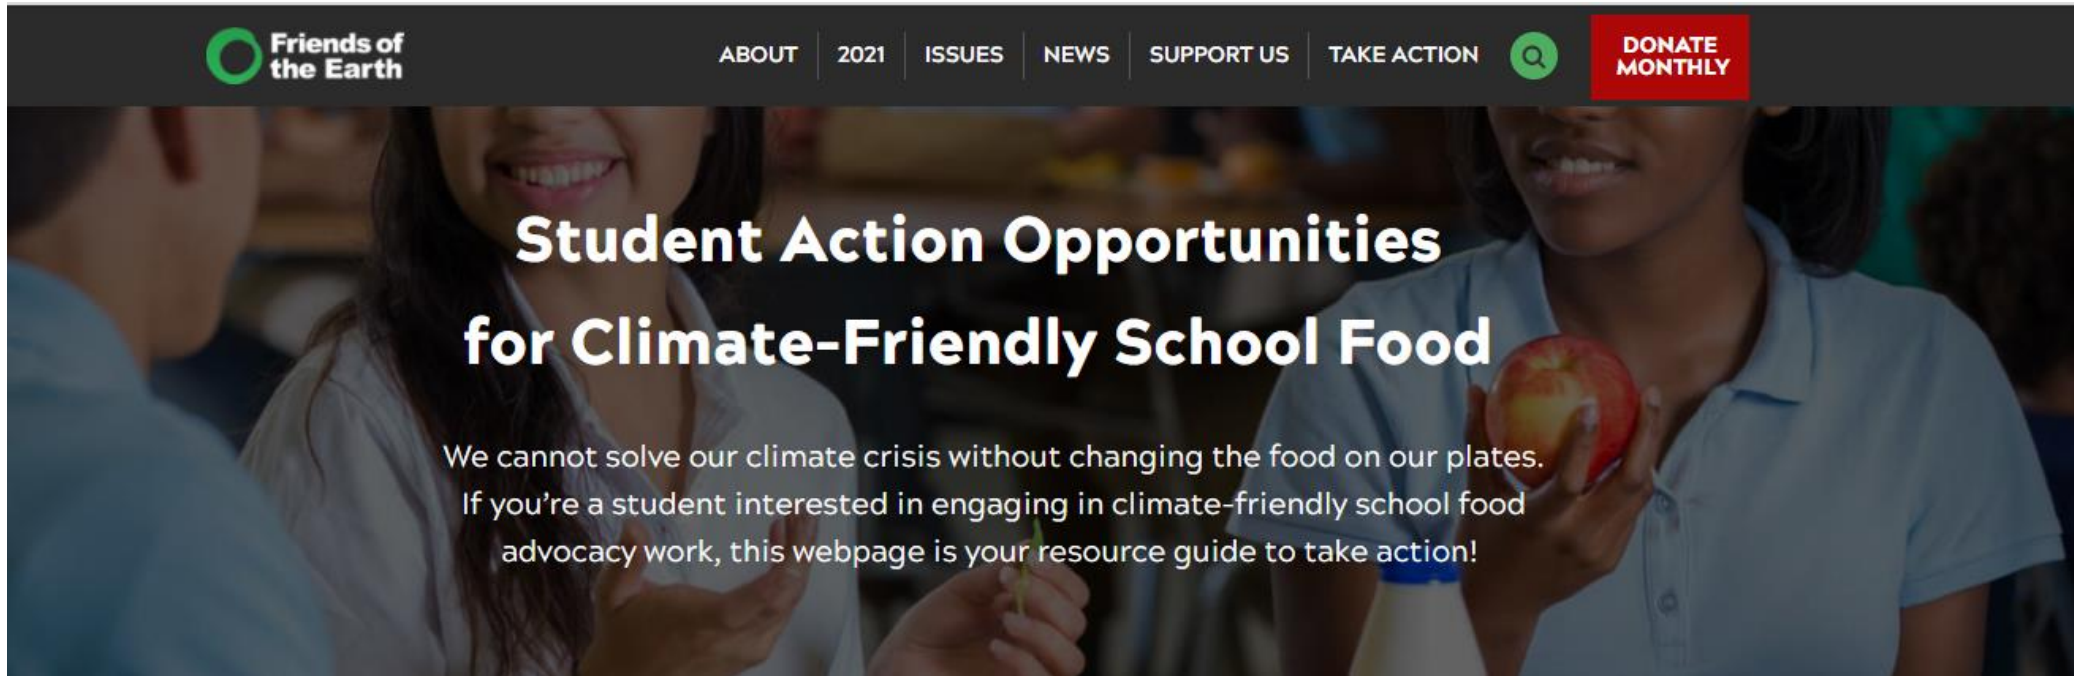 Friends of
the Earth
ABOUT
2021
ISSUES
NEWS
SUPPORT US
TAKE ACTION
DONATE
MONTHLY
Student Action Opportunities
for Climate-Friendly School Food
We cannot solve our climate crisis without changing the food on our plates.
If you’re a student interested in engaging in climate-friendly school food
advocacy work, this webpage is your resource guide to take action!